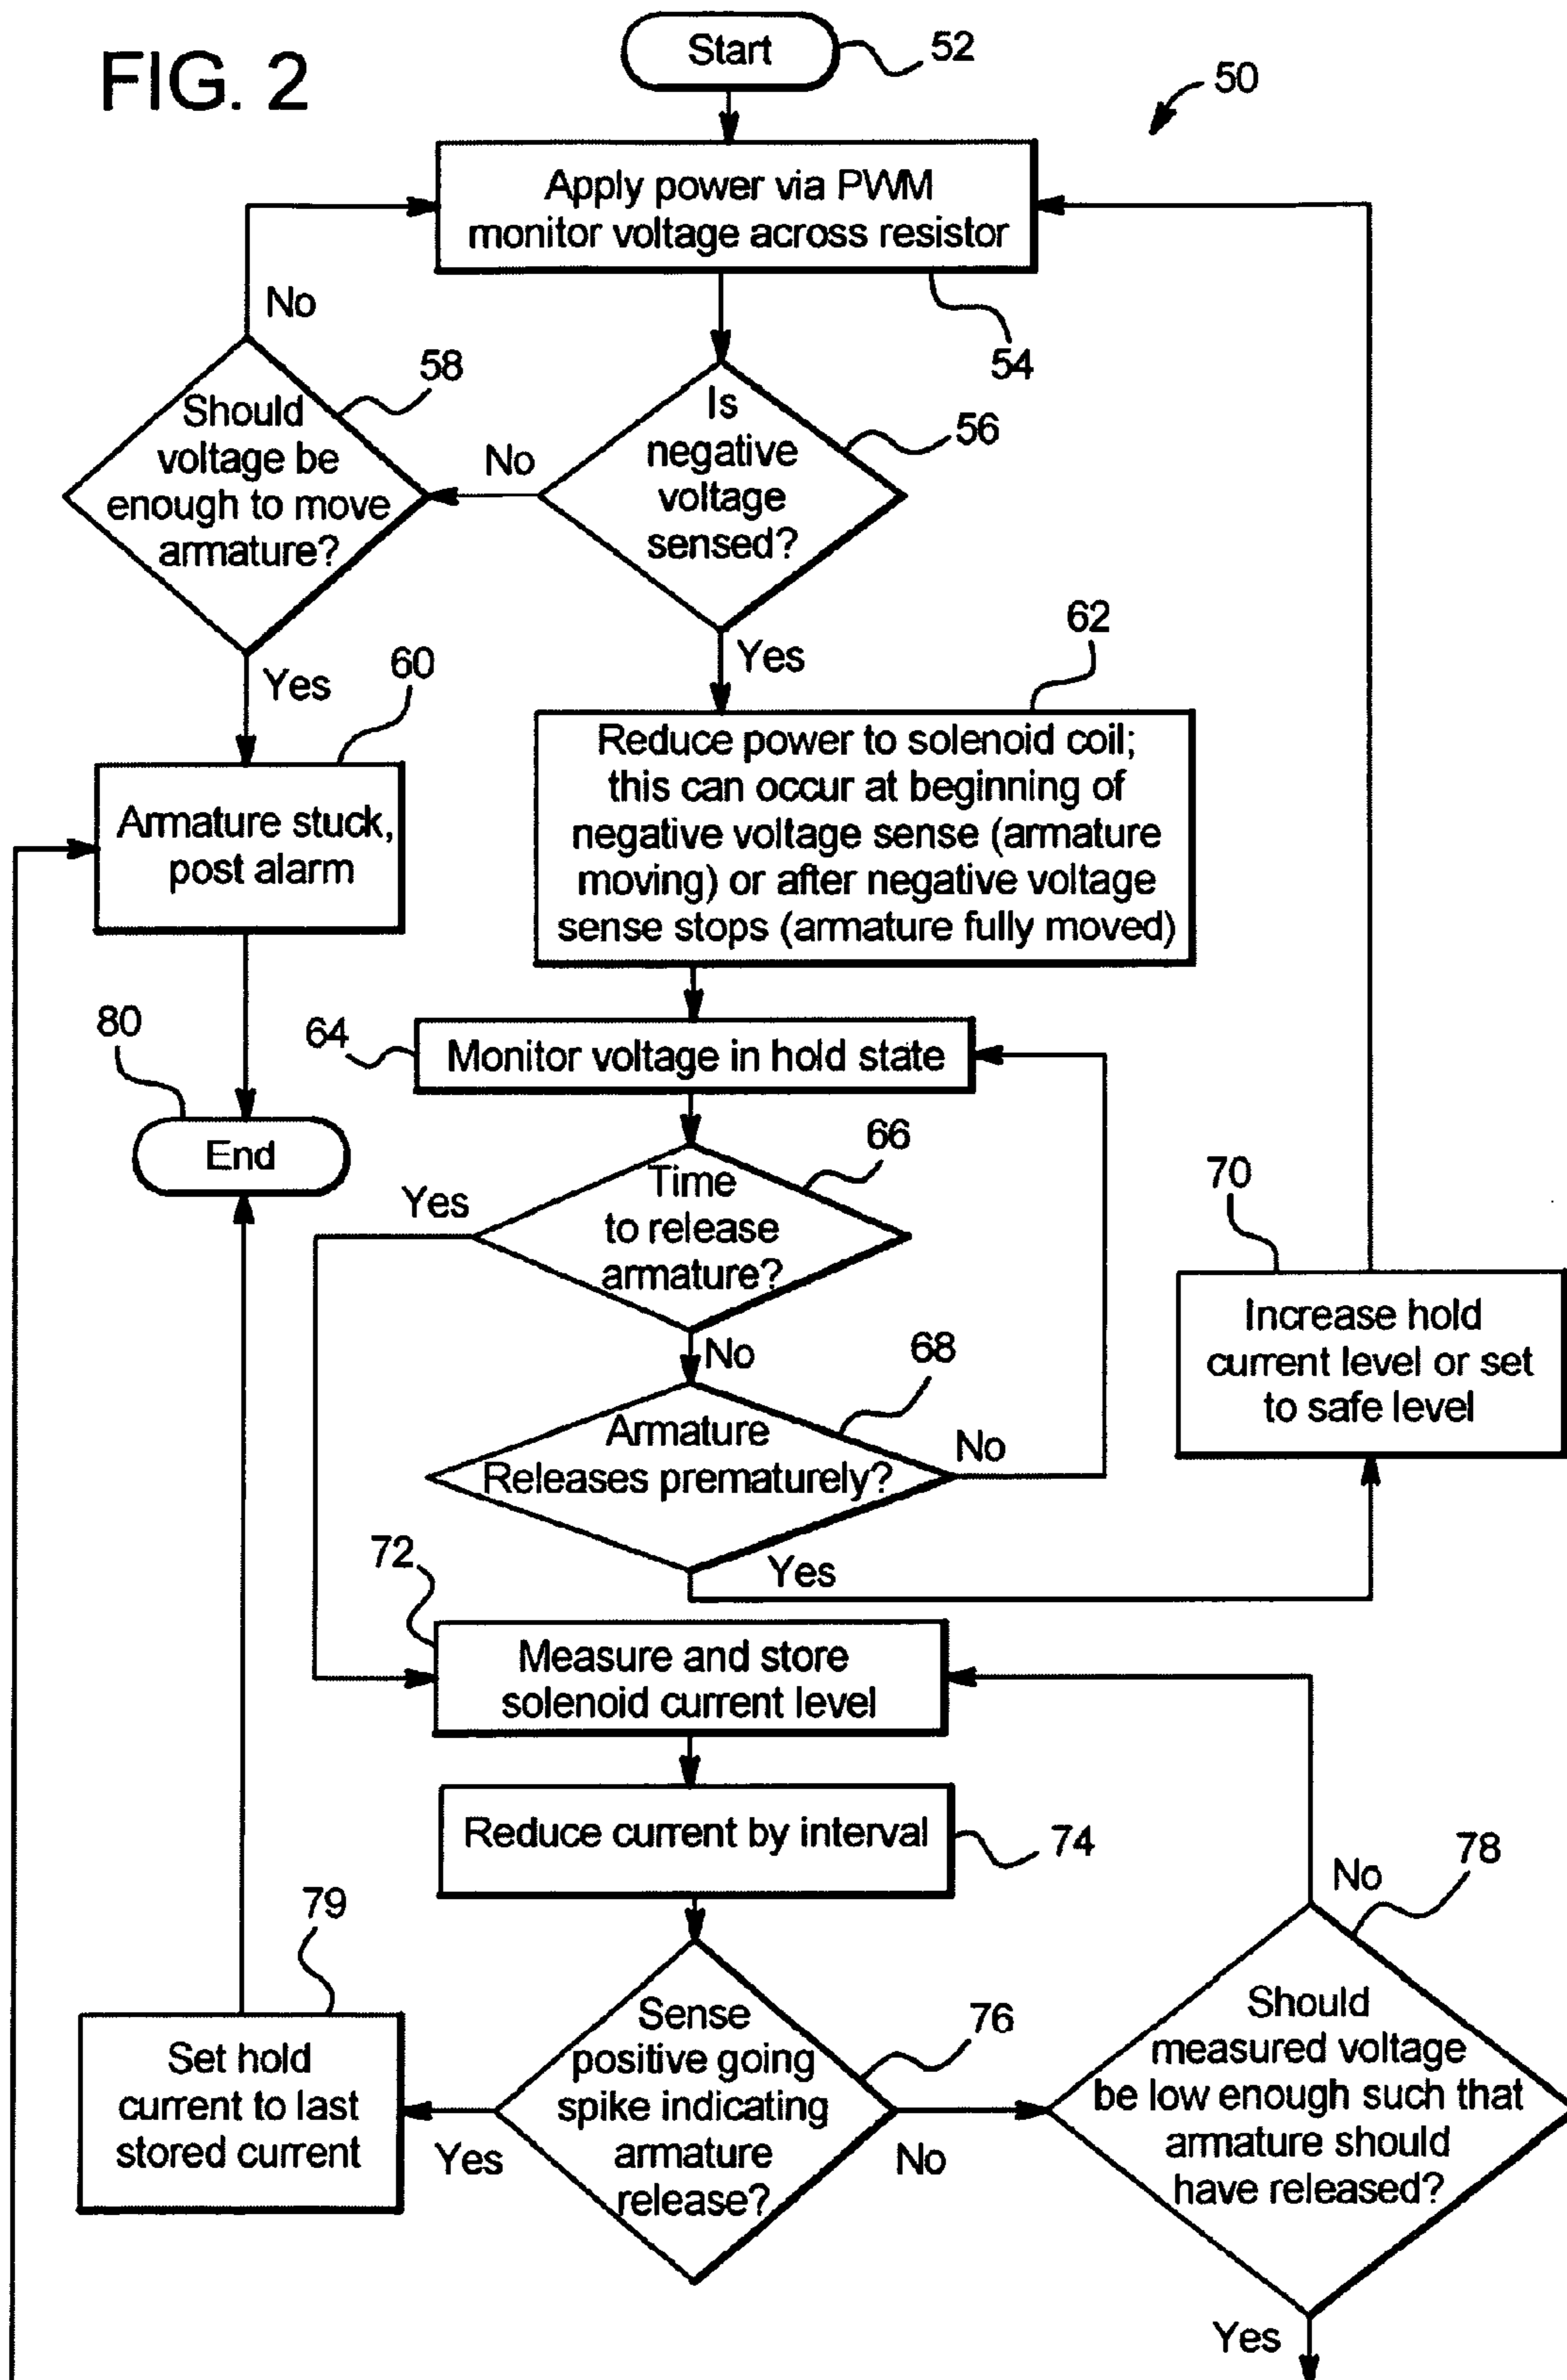 FIG. 2
Start
52
50
Apply power via PWM
monitor voltage across resistor
54
No
58
Should
voltage be
enough to move
armature?
No
Is
negative
voltage
sensed?
56
Yes
60
Yes
62
Armature stuck,
post alarm
Reduce power to solenoid coil;
this can occur at beginning of
negative voltage sense (armature
moving) or after negative voltage
sense stops (armature fully moved)
80
End
64
Monitor voltage in hold state
66
Time
to release
armature?
Yes
No
68
Armature
Releases prematurely?
No
Yes
70
Increase hold
current level or set
to safe level
72
Measure and store
solenoid current level
Reduce current by interval
74
79
Set hold
current to last
stored current
Yes
Sense
positive going
spike indicating
armature
release?
76
No
No
78
Should
measured voltage
be low enough such that
armature should
have released?
Yes